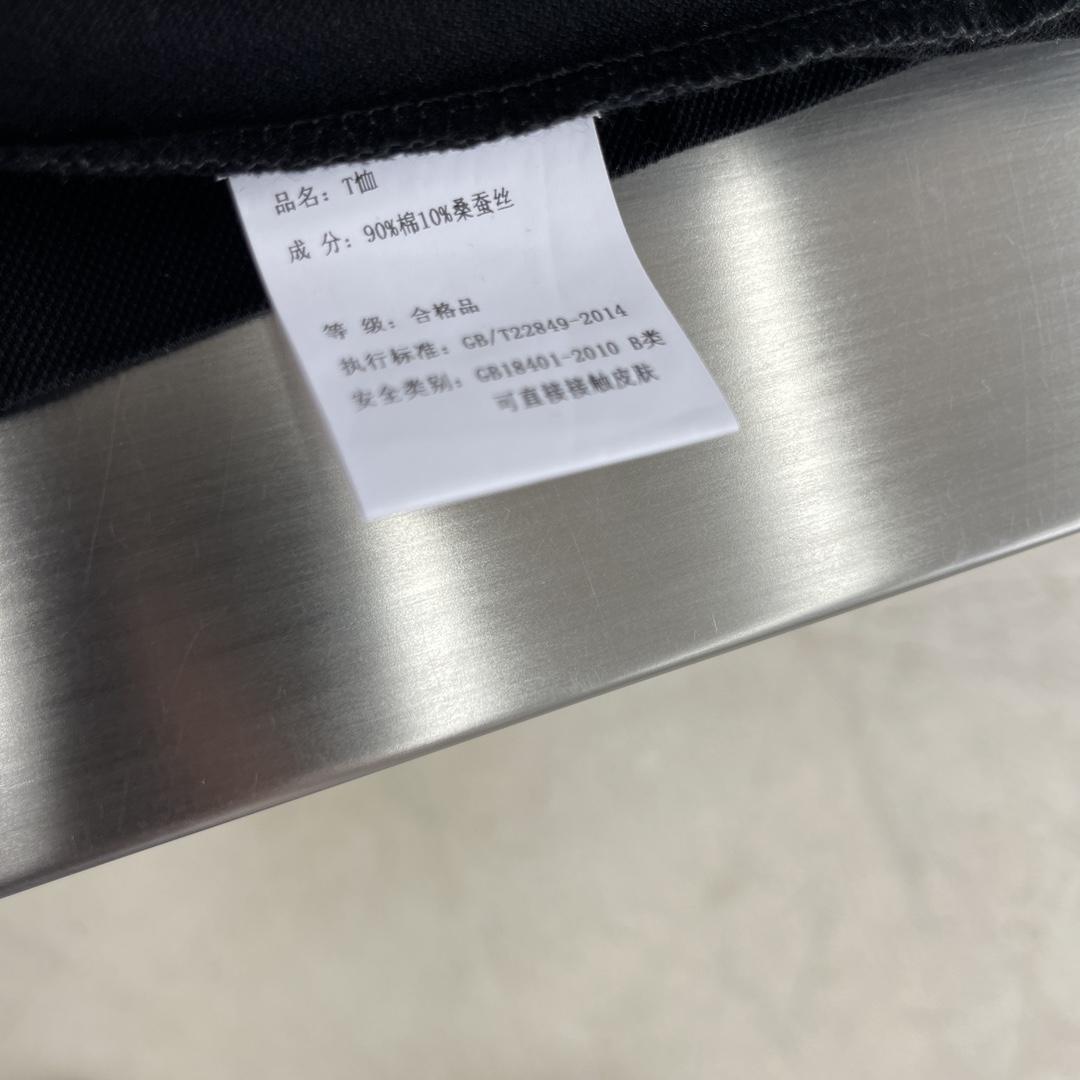 品名：T恤
成 分：90%棉10%桑蚕丝
等 级：合格品
执行标准：GB/T22849-2014
安全类别：GB18401-2010 B类
可直接接触皮肤